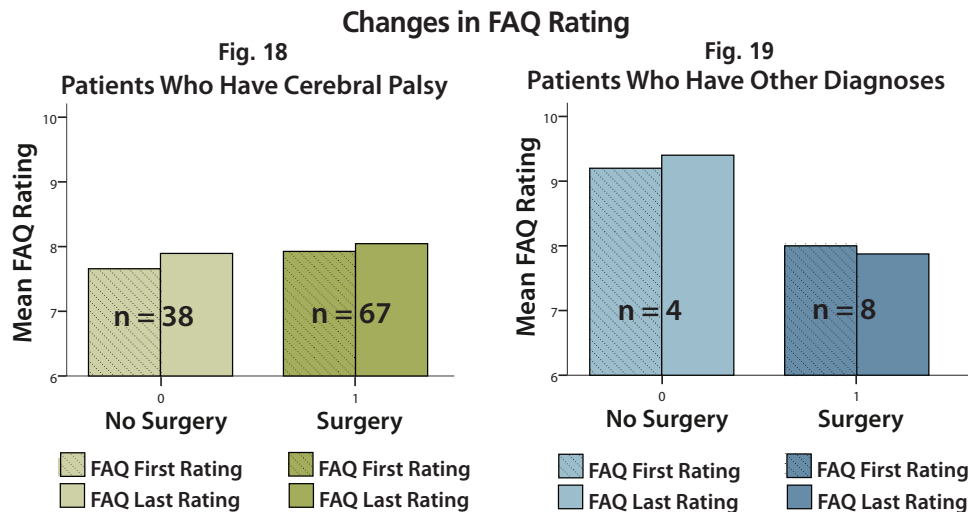 Changes in FAQ Rating
Fig. 18
Patients Who Have Cerebral Palsy
Mean FAQ Rating
10
9
8
7
6
n = 38
n = 67
0
1
No Surgery
Surgery
FAQ First Rating
FAQ First Rating
FAQ Last Rating
FAQ Last Rating
Fig. 19
Patients Who Have Other Diagnoses
Mean FAQ Rating
10
9
8
7
6
n = 4
n = 8
0
1
No Surgery
Surgery
FAQ First Rating
FAQ First Rating
FAQ Last Rating
FAQ Last Rating